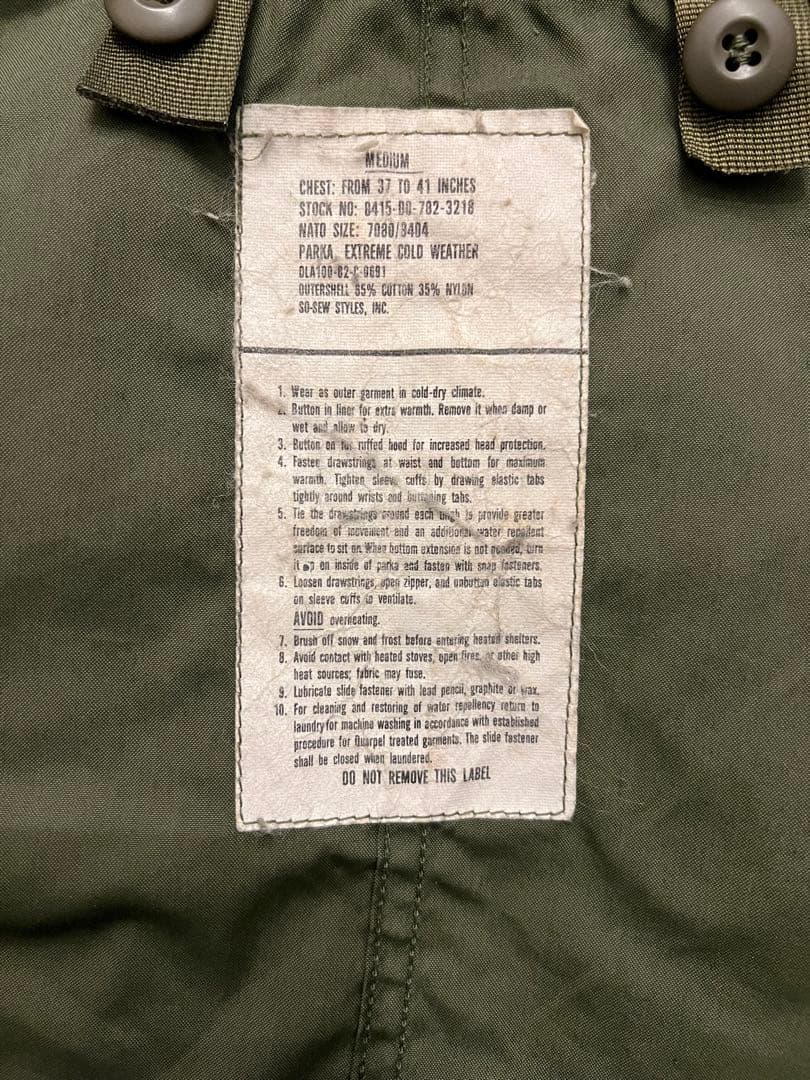 MEDIUM
CHEST: FROM 37 TO 41 INCHES
STOCK NO: 8415-00-782-3218
NATO SIZE: 7080/9404
PARKA, EXTREME COLD WEATHER
DLA100-82-C-0691
OUTERSHELL 65% COTTON 35% NYLON
SO-SEW STYLES, INC.
1. Wear as outer garment in cold-dry climate.
2. Button in liner for extra warmth. Remove it when damp or
wet and allow to dry.
3. Button on fur ruffed hood for increased head protection.
4. Fasten drawstrings at waist and bottom for maximum
warmth. Tighten sleeve cuffs by drawing elastic tabs
tightly around wrists and buttoning tabs.
5. Tie the drawstrings around each thigh to provide greater
freedom of movement and an additional water repellent
surface to sit on. When bottom extension is not needed, turn
it up on inside of parka and fasten with snap fasteners.
6. Loosen drawstrings, open zipper, and unbutton elastic tabs
on sleeve cuffs to ventilate.
AVOID overheating.
7. Brush off snow and frost before entering heated shelters.
8. Avoid contact with heated stoves, open fires, or other high
heat sources; fabric may fuse.
9. Lubricate slide fastener with lead pencil, graphite or wax.
10. For cleaning and restoring of water repellency return to
laundry for machine washing in accordance with established
procedure for Quarpel treated garments. The slide fastener
shall be closed when laundered.
DO NOT REMOVE THIS LABEL